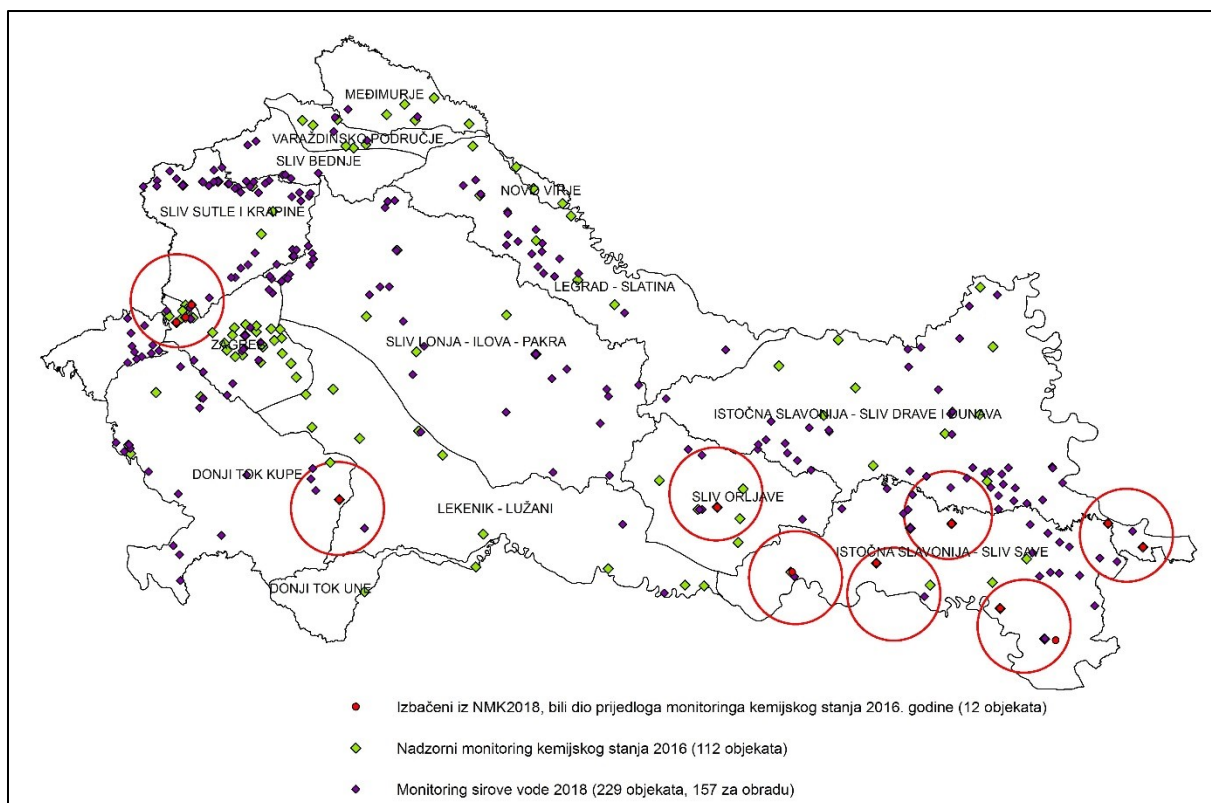 MEĐIMURJE
VARAŽDINSKO PODRUČJE
SLIV BEDNJE
NOVO VIRJE
SLIV SUTLE I KRAPINE
LEGRAD - SLATINA
ZAGREB
SLIV LONJA - ILOVA - PAKRA
ISTOČNA SLAVONIJA - SLIV DRAVE I DUNAVA
DONJI TOK KUPE
SLIV ORLJAVE
LEKENIK - LUŽANI
ISTOČNA SLAVONIJA - SLIV SAVE
DONJI TOK UNE
Izbačeni iz NMK2018, bili dio prijedloga monitoringa kemijskog stanja 2016. godine (12 objekata)
Nadzorni monitoring kemijskog stanja 2016 (112 objekata)
Monitoring sirove vode 2018 (229 objekata, 157 za obradu)